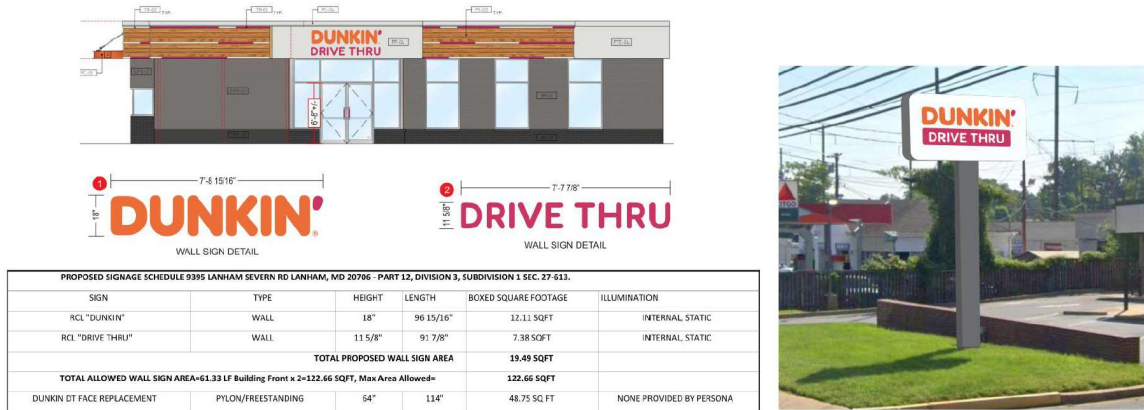 DUNKIN'
DRIVE THRU
1
7'-8 15/16"
18"
DUNKIN'
WALL SIGN DETAIL
2
7'-7 7/8"
11 5/8"
DRIVE THRU
WALL SIGN DETAIL
PROPOSED SIGNAGE SCHEDULE 9395 LANHAM SEVERN RD LANHAM, MD 20706 - PART 12, DIVISION 3, SUBDIVISION 1 SEC. 27-613.
SIGN TYPE HEIGHT LENGTH BOXED SQUARE FOOTAGE ILLUMINATION
RCL "DUNKIN" WALL 18" 96 15/16" 12.11 SQFT INTERNAL, STATIC
RCL "DRIVE THRU" WALL 11 5/8" 91 7/8" 7.38 SQFT INTERNAL, STATIC
TOTAL PROPOSED WALL SIGN AREA 19.49 SQFT
TOTAL ALLOWED WALL SIGN AREA=61.33 LF Building Front x 2=122.66 SQFT, Max Area Allowed= 122.66 SQFT
DUNKIN DT FACE REPLACEMENT PYLON/FREESTANDING 64" 114" 48.75 SQ FT NONE PROVIDED BY PERSONA
DUNKIN'
DRIVE THRU